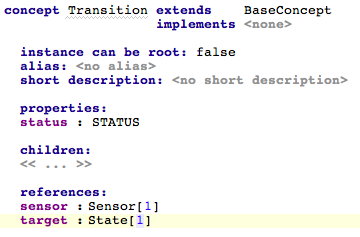 concept Transition extends BaseConcept
implements <none>
instance can be root: false
alias: <no alias>
short description: <no short description>
properties:
status : STATUS
children:
<< ... >>
references:
sensor : Sensor[1]
target : State[1]